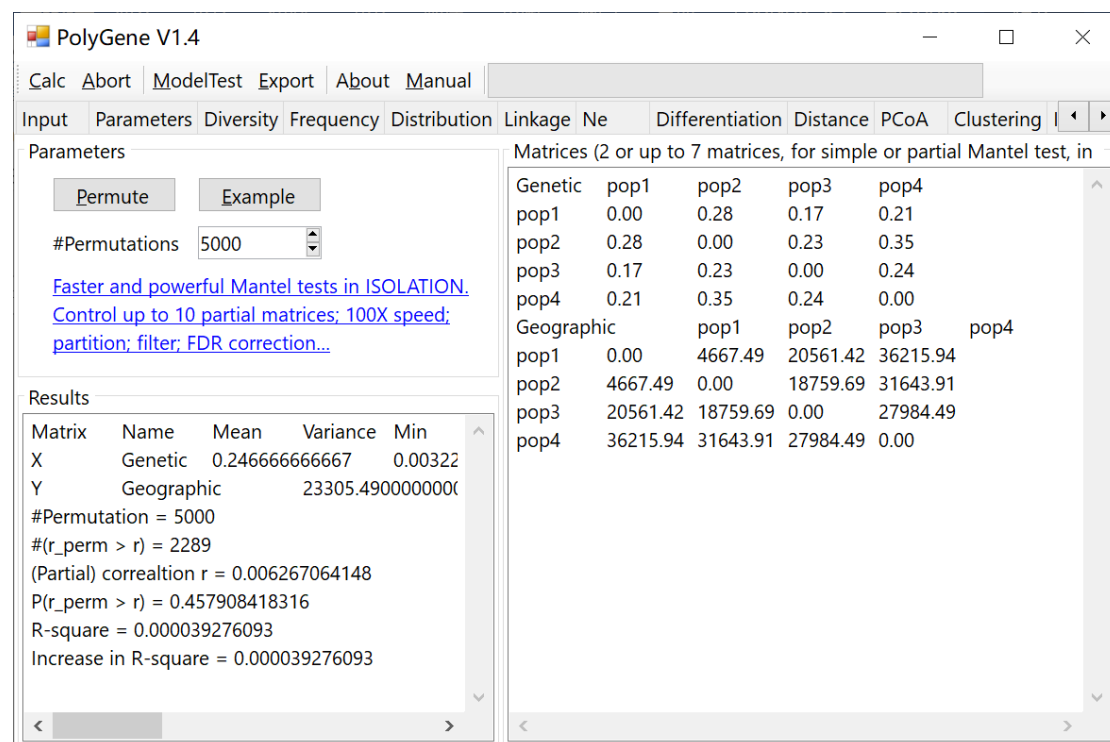 PolyGene V1.4
Calc Abort ModelTest Export About Manual
Input Parameters Diversity Frequency Distribution Linkage Ne Differentiation Distance PCoA Clustering
Parameters
Permute Example
#Permutations 5000
Faster and powerful Mantel tests in ISOLATION.
Control up to 10 partial matrices; 100X speed;
partition; filter; FDR correction...
Results
Matrix Name Mean Variance Min
X Genetic 0.246666666667 0.00322
Y Geographic 23305.4900000000
#Permutation = 5000
#(r_perm > r) = 2289
(Partial) correaltion r = 0.006267064148
P(r_perm > r) = 0.457908418316
R-square = 0.000039276093
Increase in R-square = 0.000039276093
Matrices (2 or up to 7 matrices, for simple or partial Mantel test, in
Genetic pop1 pop2 pop3 pop4
pop1 0.00 0.28 0.17 0.21
pop2 0.28 0.00 0.23 0.35
pop3 0.17 0.23 0.00 0.24
pop4 0.21 0.35 0.24 0.00
Geographic pop1 pop2 pop3 pop4
pop1 0.00 4667.49 20561.42 36215.94
pop2 4667.49 0.00 18759.69 31643.91
pop3 20561.42 18759.69 0.00 27984.49
pop4 36215.94 31643.91 27984.49 0.00